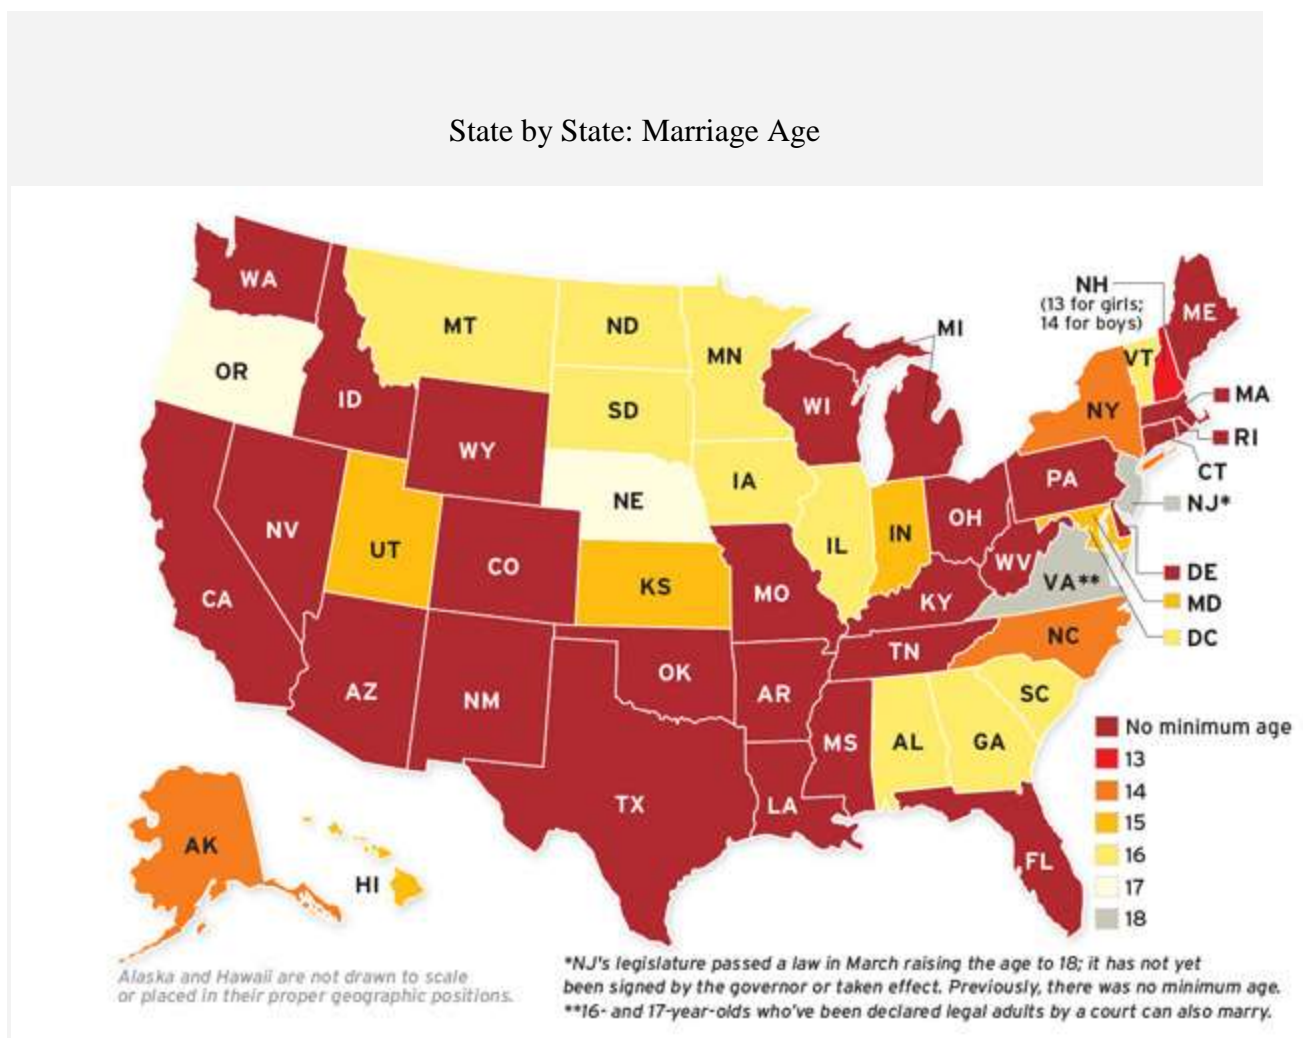 State by State: Marriage Age
WA
MT
ND
MN
MI
NH
(13 for girls;
14 for boys)
ME
VT
OR
ID
SD
WI
NY
MA
RI
WY
IA
PA
CT
NE
NJ*
NV
UT
CO
KS
IL
IN
OH
WV
VA**
DE
MD
DC
CA
MO
KY
NC
TN
AZ
NM
OK
AR
SC
MS
AL
GA
TX
LA
FL
AK
HI
No minimum age
13
14
15
16
17
18
Alaska and Hawaii are not drawn to scale
or placed in their proper geographic positions.
*NJ's legislature passed a law in March raising the age to 18; it has not yet
been signed by the governor or taken effect. Previously, there was no minimum age.
**16- and 17-year-olds who've been declared legal adults by a court can also marry.